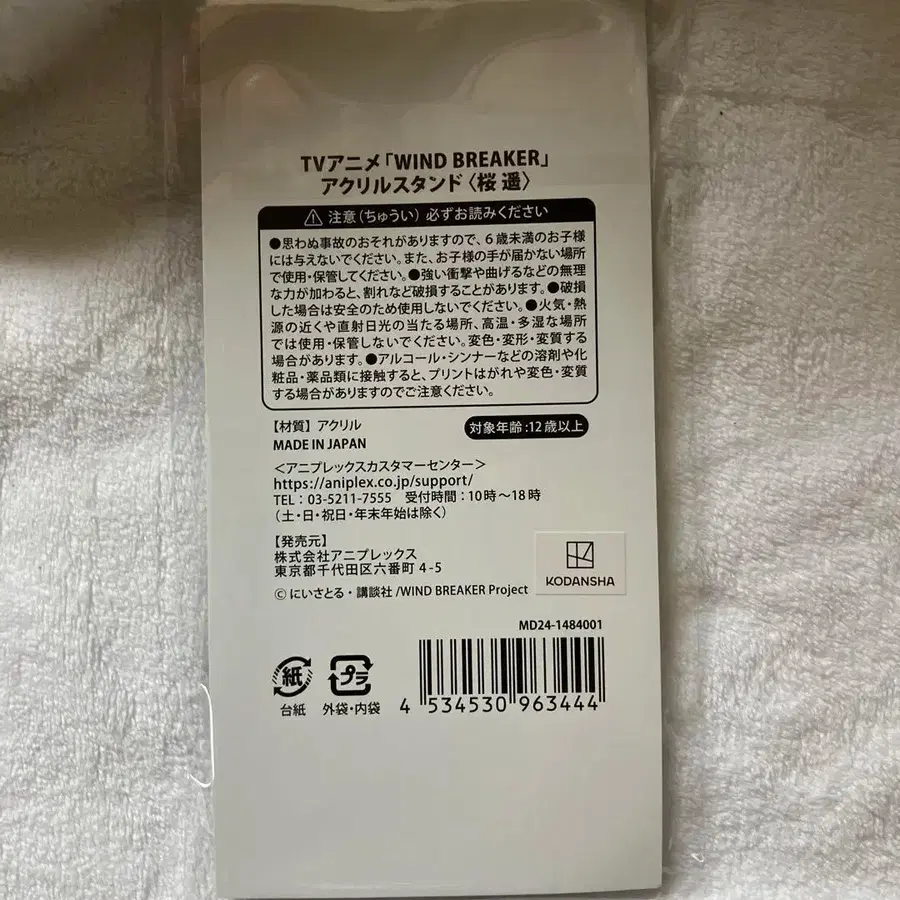 TVアニメ「WIND BREAKER」
アクリルスタンド〈桜 遥〉
注意（ちゅうい）必ずお読みください
●思わぬ事故のおそれがありますので、6歳未満のお子様
には与えないでください。また、お子様の手が届かない場所
で使用・保管してください。●強い衝撃や曲げるなどの無理
な力が加わると、割れなど破損することがあります。●破損
した場合は安全のため使用しないでください。●火気・熱
源の近くや直射日光の当たる場所、高温・多湿な場所
では使用・保管しないでください。変色・変形・変質する
場合があります。●アルコール・シンナーなどの溶剤や化
粧品・薬品類に接触すると、プリントはがれや変色・変質
する場合がありますのでご注意ください。
【材質】アクリル
対象年齢:12歳以上
MADE IN JAPAN
＜アニプレックスカスタマーセンター＞
https://aniplex.co.jp/support/
TEL：03-5211-7555 受付時間：10時～18時
（土・日・祝日・年末年始は除く）
【発売元】
株式会社アニプレックス
東京都千代田区六番町 4-5
KODANSHA
© にいさとる・講談社/WIND BREAKER Project
MD24-1484001
紙
台紙
プラ
外袋・内袋
4 534530 963444